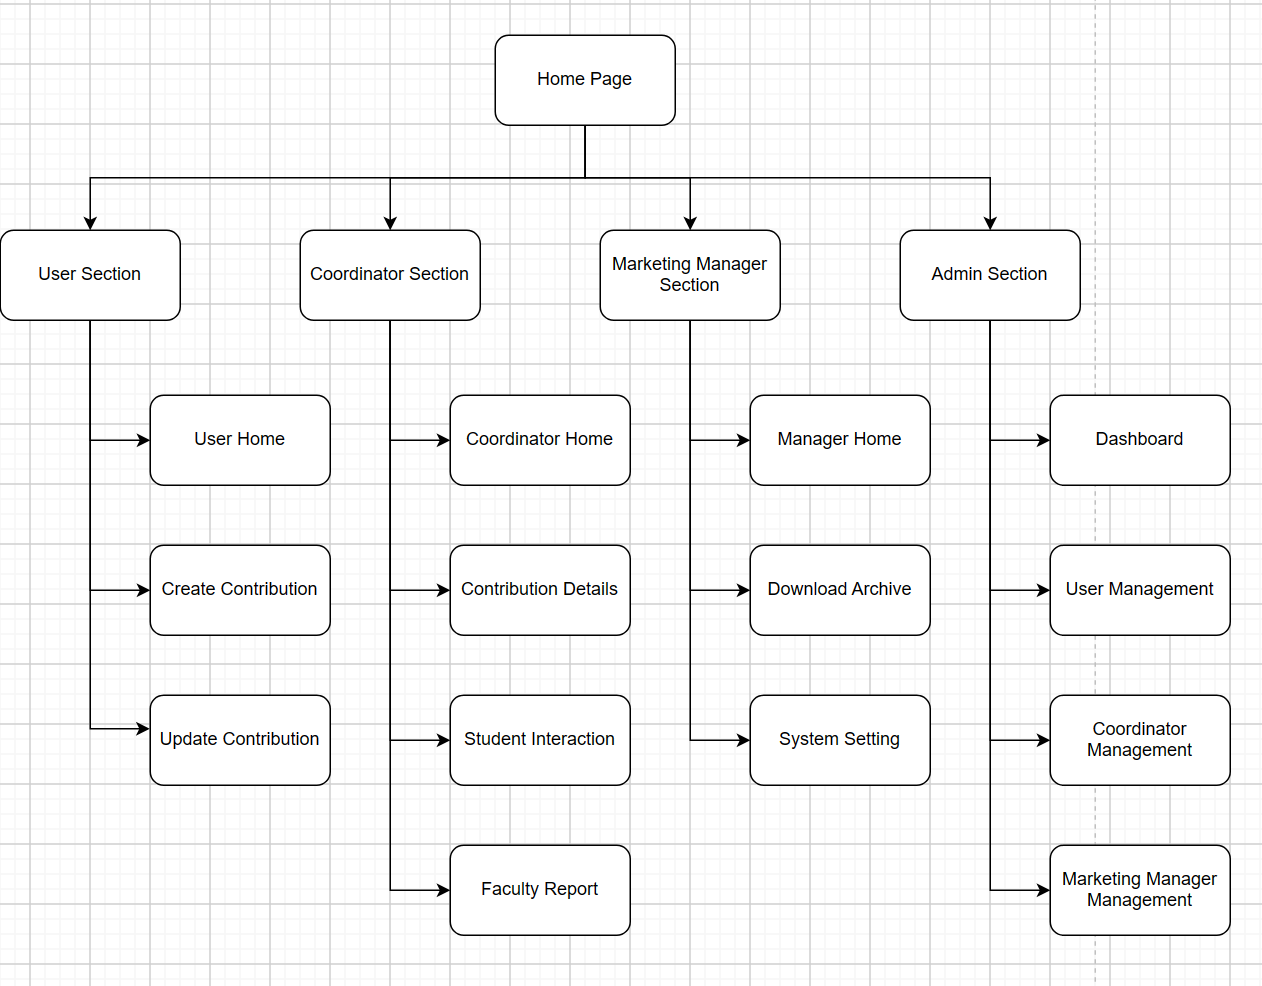 Home Page
User Section
Coordinator Section
Marketing Manager
Section
Admin Section
User Home
Coordinator Home
Manager Home
Dashboard
Create Contribution
Contribution Details
Download Archive
User Management
Update Contribution
Student Interaction
System Setting
Coordinator
Management
Faculty Report
Marketing Manager
Management